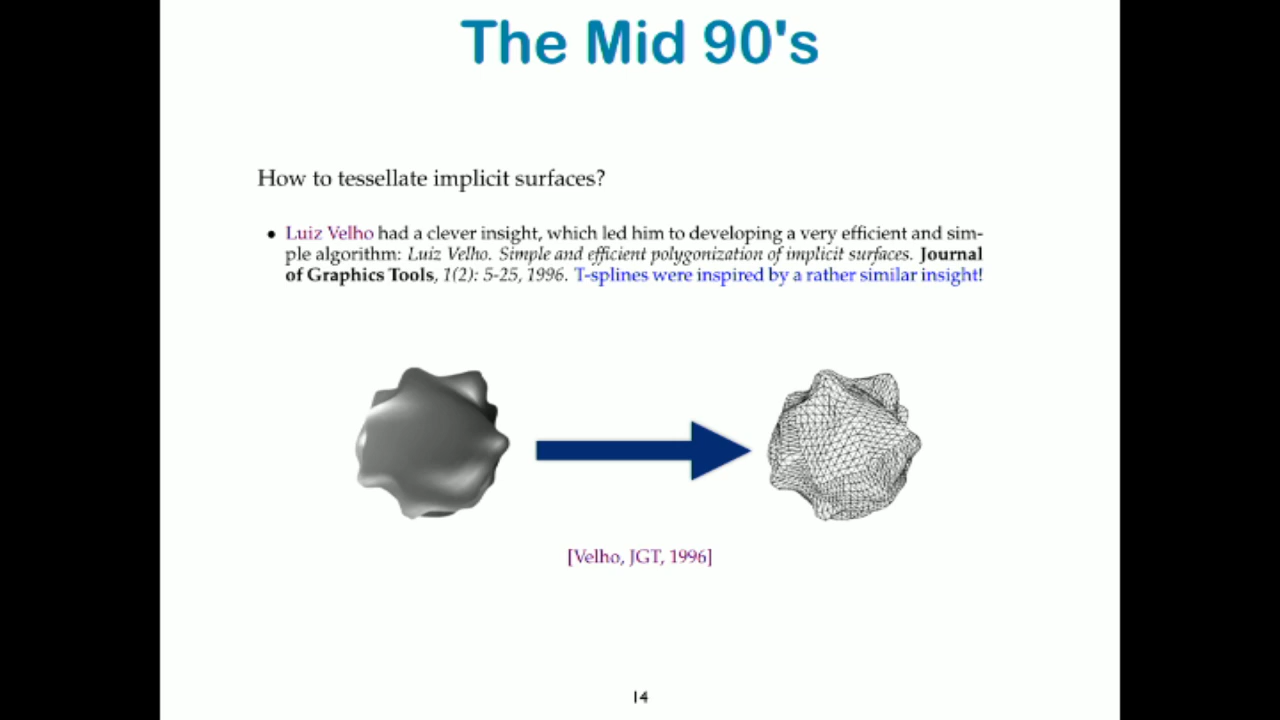 The Mid 90's
How to tessellate implicit surfaces?
• Luiz Velho had a clever insight, which led him to developing a very efficient and sim-
ple algorithm: Luiz Velho. Simple and efficient polygonization of implicit surfaces. Journal
of Graphics Tools, 1(2): 5-25, 1996. T-splines were inspired by a rather similar insight!
[Velho, JGT, 1996]
14